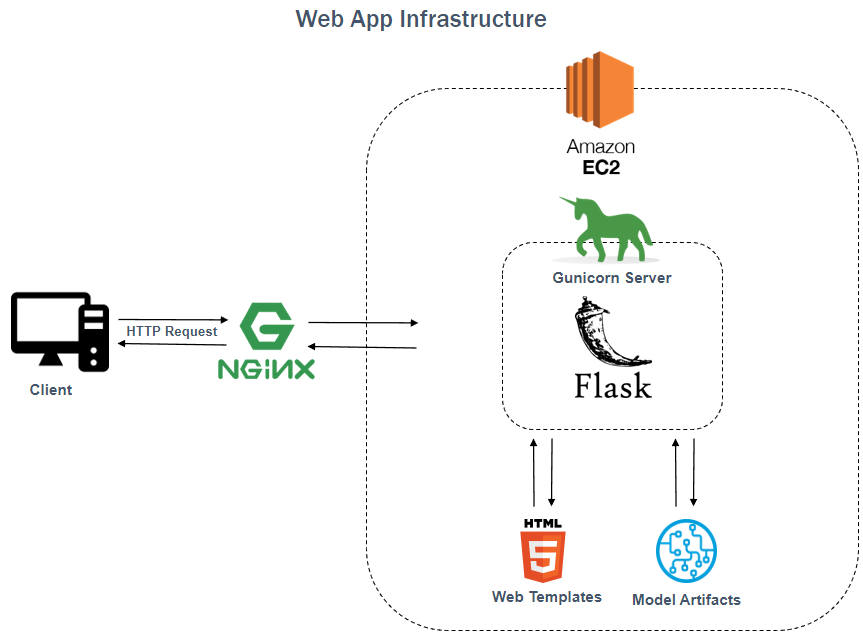 Web App Infrastructure
Amazon
EC2
Gunicorn Server
HTTP Request
NGiNX
Client
Flask
HTML
5
Web Templates
Model Artifacts